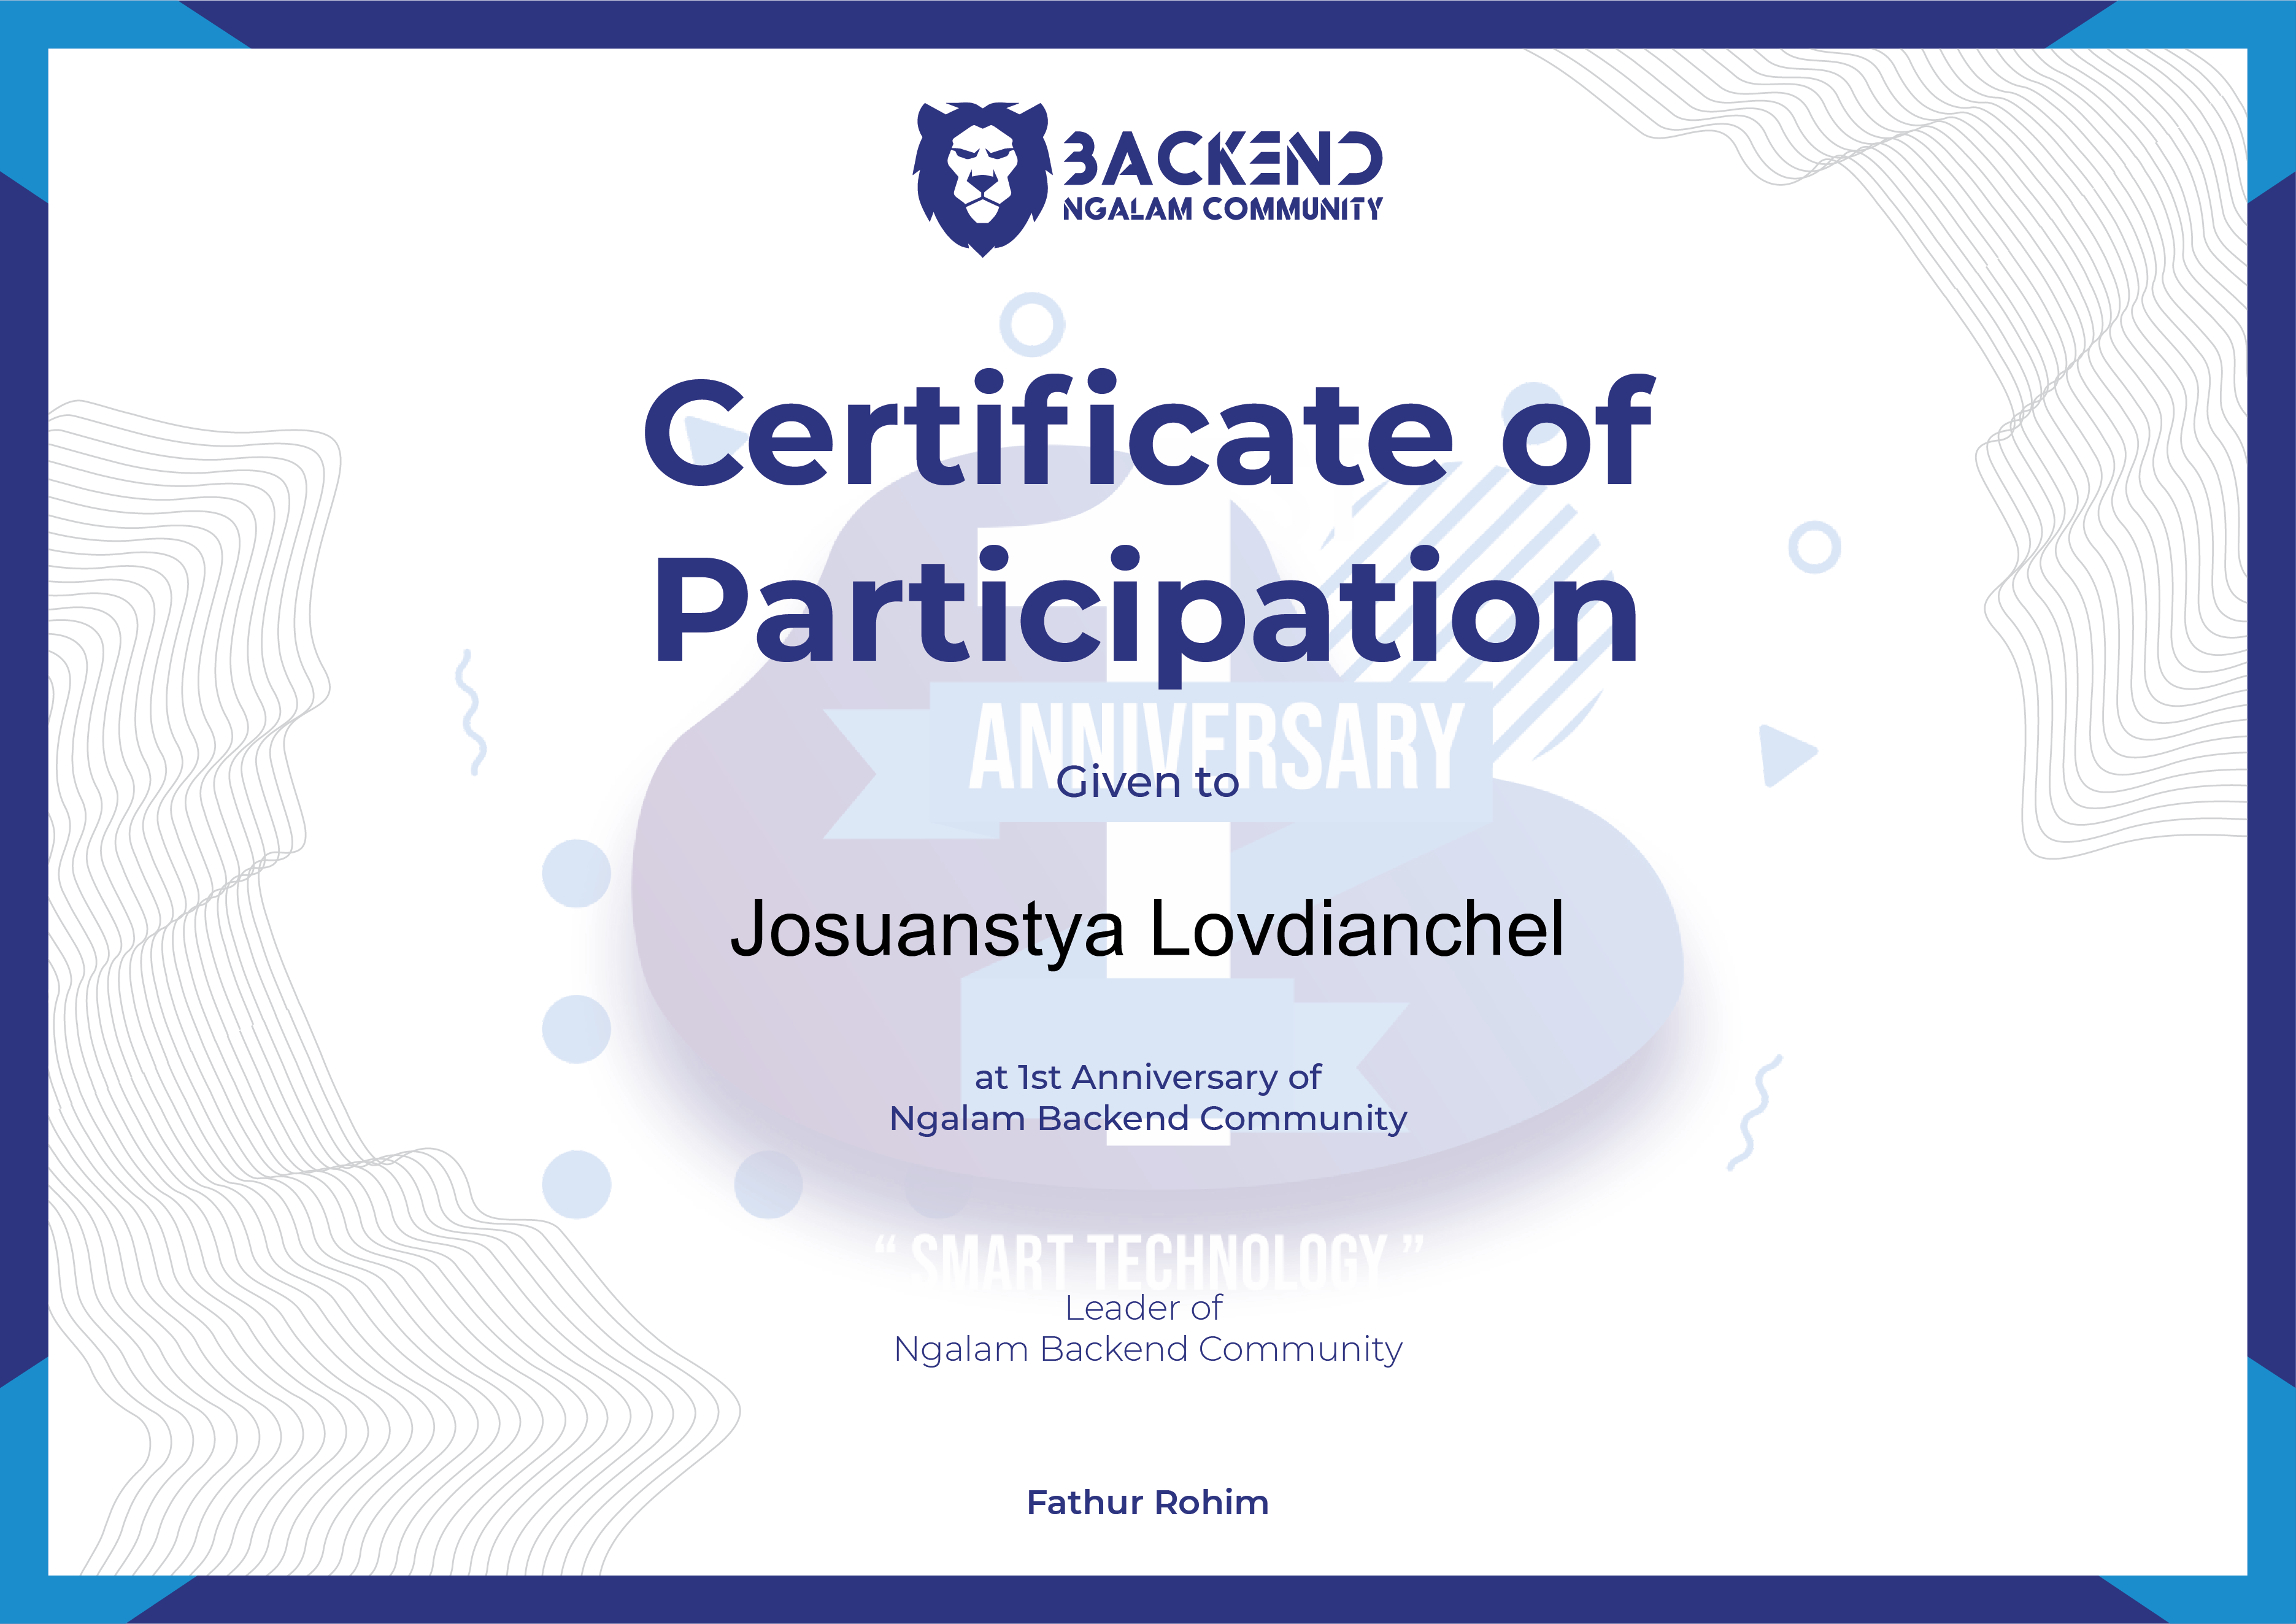 BACKEND
NGALAM COMMUNITY
Certificate of
Participation
ANNIVERSARY
Given to
Josuanstya Lovdianchel
at 1st Anniversary of
Ngalam Backend Community
“ SMART TECHNOLOGY ”
Leader of
Ngalam Backend Community
Fathur Rohim